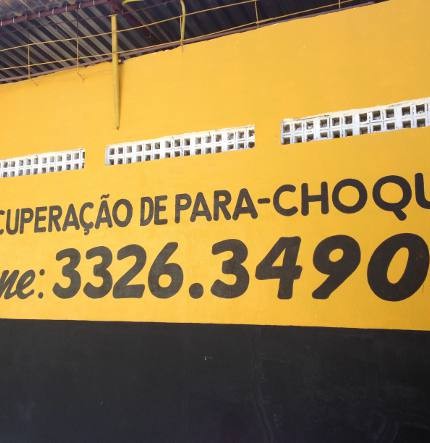 CUPERAÇÃO DE PARA-CHOQU
ne: 3326.3490